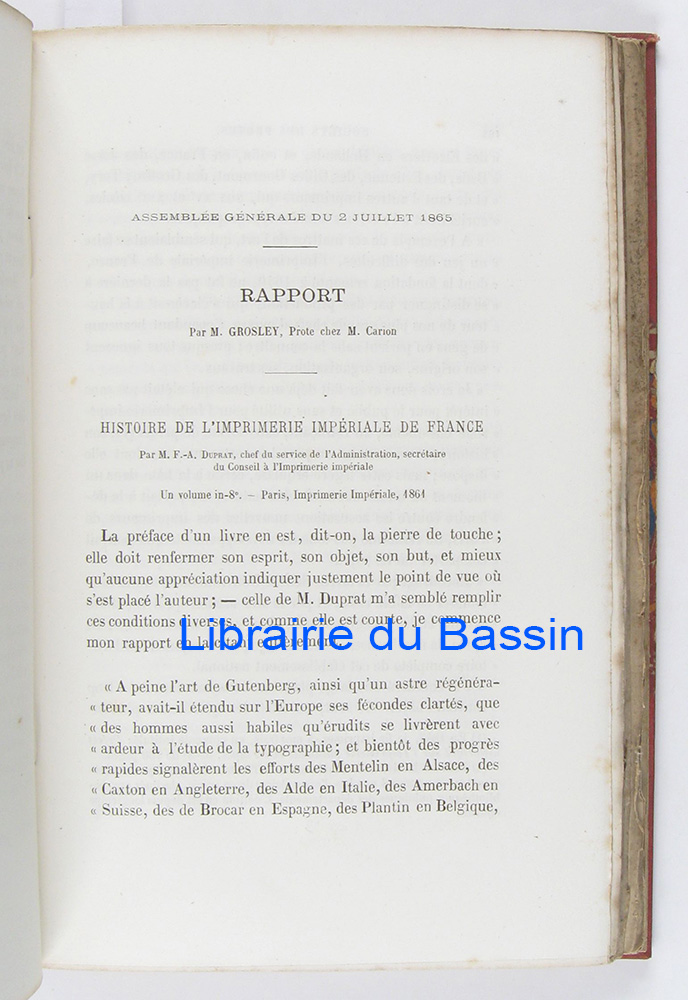 ASSEMBLÉE GÉNÉRALE DU 2 JUILLET 1865
RAPPORT
Par M. GROSLEY, Prote chez M. Carion
HISTOIRE DE L'IMPRIMERIE IMPÉRIALE DE FRANCE
Par M. F.-A. DUPRAT, chef du service de l'Administration, secrétaire
du Conseil à l'Imprimerie impériale
Un volume in-8º. — Paris, Imprimerie Impériale, 1861
La préface d'un livre en est, dit-on, la pierre de touche;
elle doit renfermer son esprit, son objet, son but, et mieux
qu'aucune appréciation indiquer justement le point de vue où
s'est placé l'auteur; — celle de M. Duprat m'a semblé remplir
ces conditions diverses, et comme elle est courte, je commence
mon rapport en la citant entièrement.
Librairie du Bassin
« A peine l'art de Gutenberg, ainsi qu'un astre régénéra-
« teur, avait-il étendu sur l'Europe ses fécondes clartés, que
« des hommes aussi habiles qu'érudits se livrèrent avec
« ardeur à l'étude de la typographie; et bientôt des progrès
« rapides signalèrent les efforts des Mentelin en Alsace, des
« Caxton en Angleterre, des Alde en Italie, des Amerbach en
« Suisse, des de Brocar en Espagne, des Plantin en Belgique,